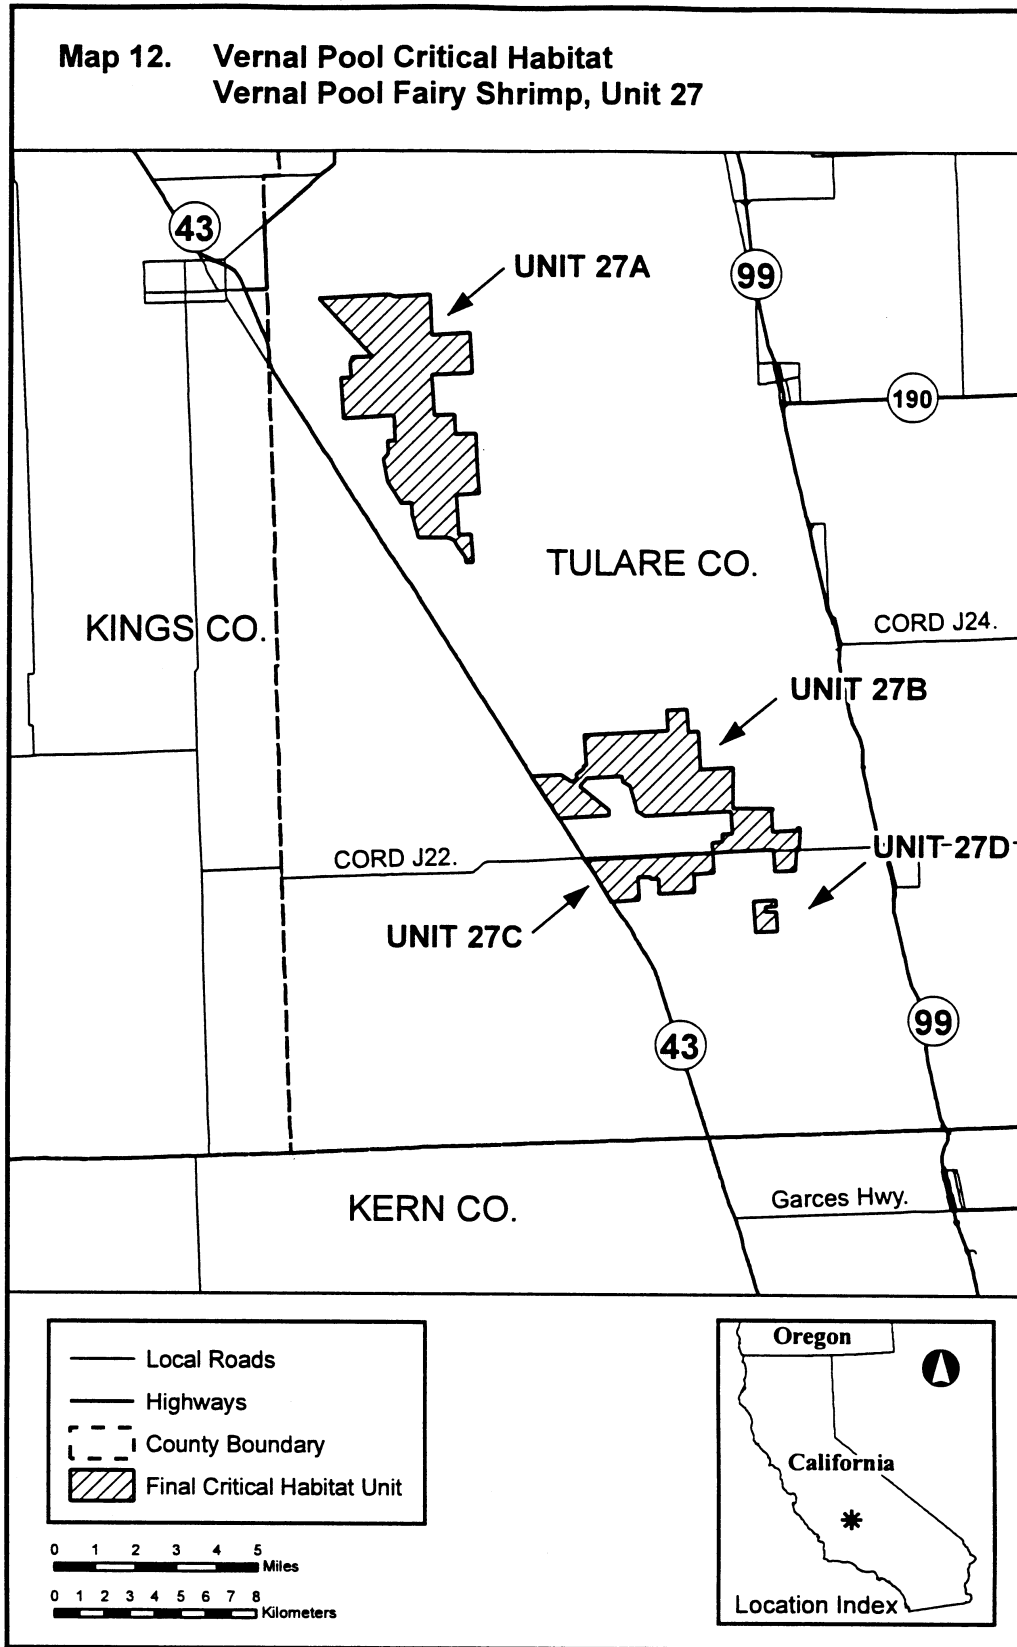 Map 12. Vernal Pool Critical Habitat
Vernal Pool Fairy Shrimp, Unit 27
43
UNIT 27A
99
190
TULARE CO.
KINGS CO.
CORD J24.
UNIT 27B
CORD J22.
UNIT 27D
UNIT 27C
99
43
KERN CO.
Garces Hwy.
Local Roads
Highways
County Boundary
Final Critical Habitat Unit
0 1 2 3 4 5
Miles
0 1 2 3 4 5 6 7 8
Kilometers
Oregon
California
Location Index